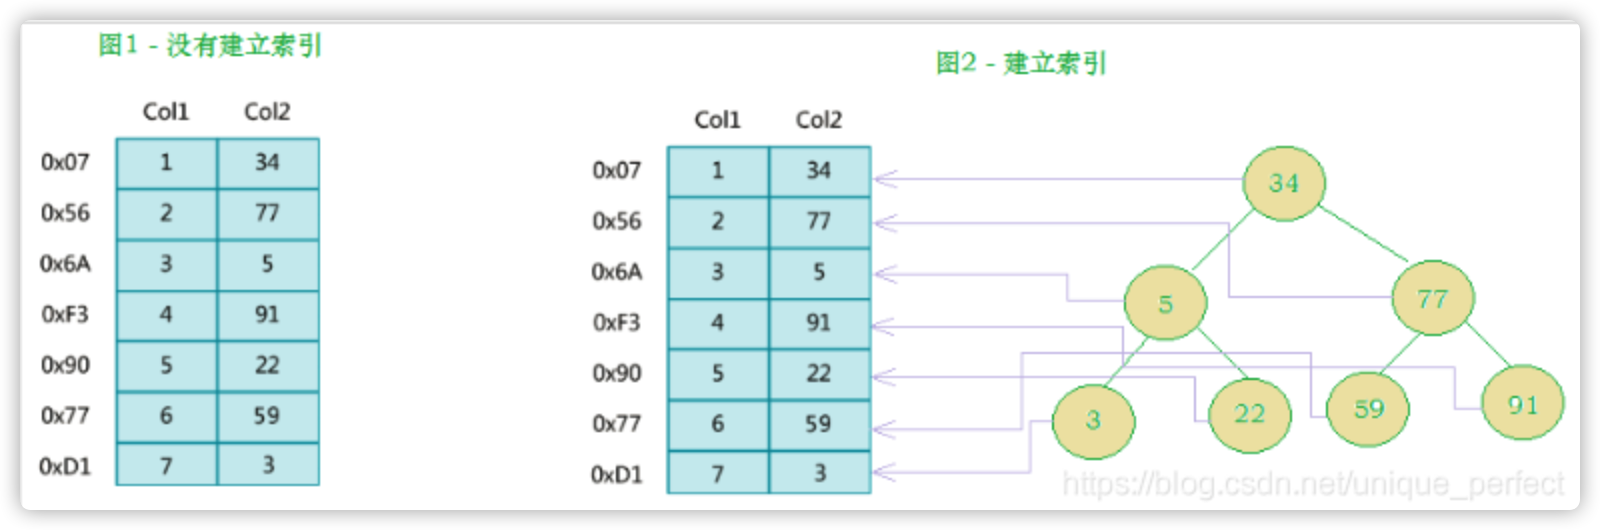 图1 - 没有建立索引
Col1 Col2
0x07 1 34
0x56 2 77
0x6A 3 5
0xF3 4 91
0x90 5 22
0x77 6 59
0xD1 7 3
图2 - 建立索引
Col1 Col2
0x07 1 34
0x56 2 77
0x6A 3 5
0xF3 4 91
0x90 5 22
0x77 6 59
0xD1 7 3
34
5 77
3 22 59 91
https://blog.csdn.net/unique_perfect